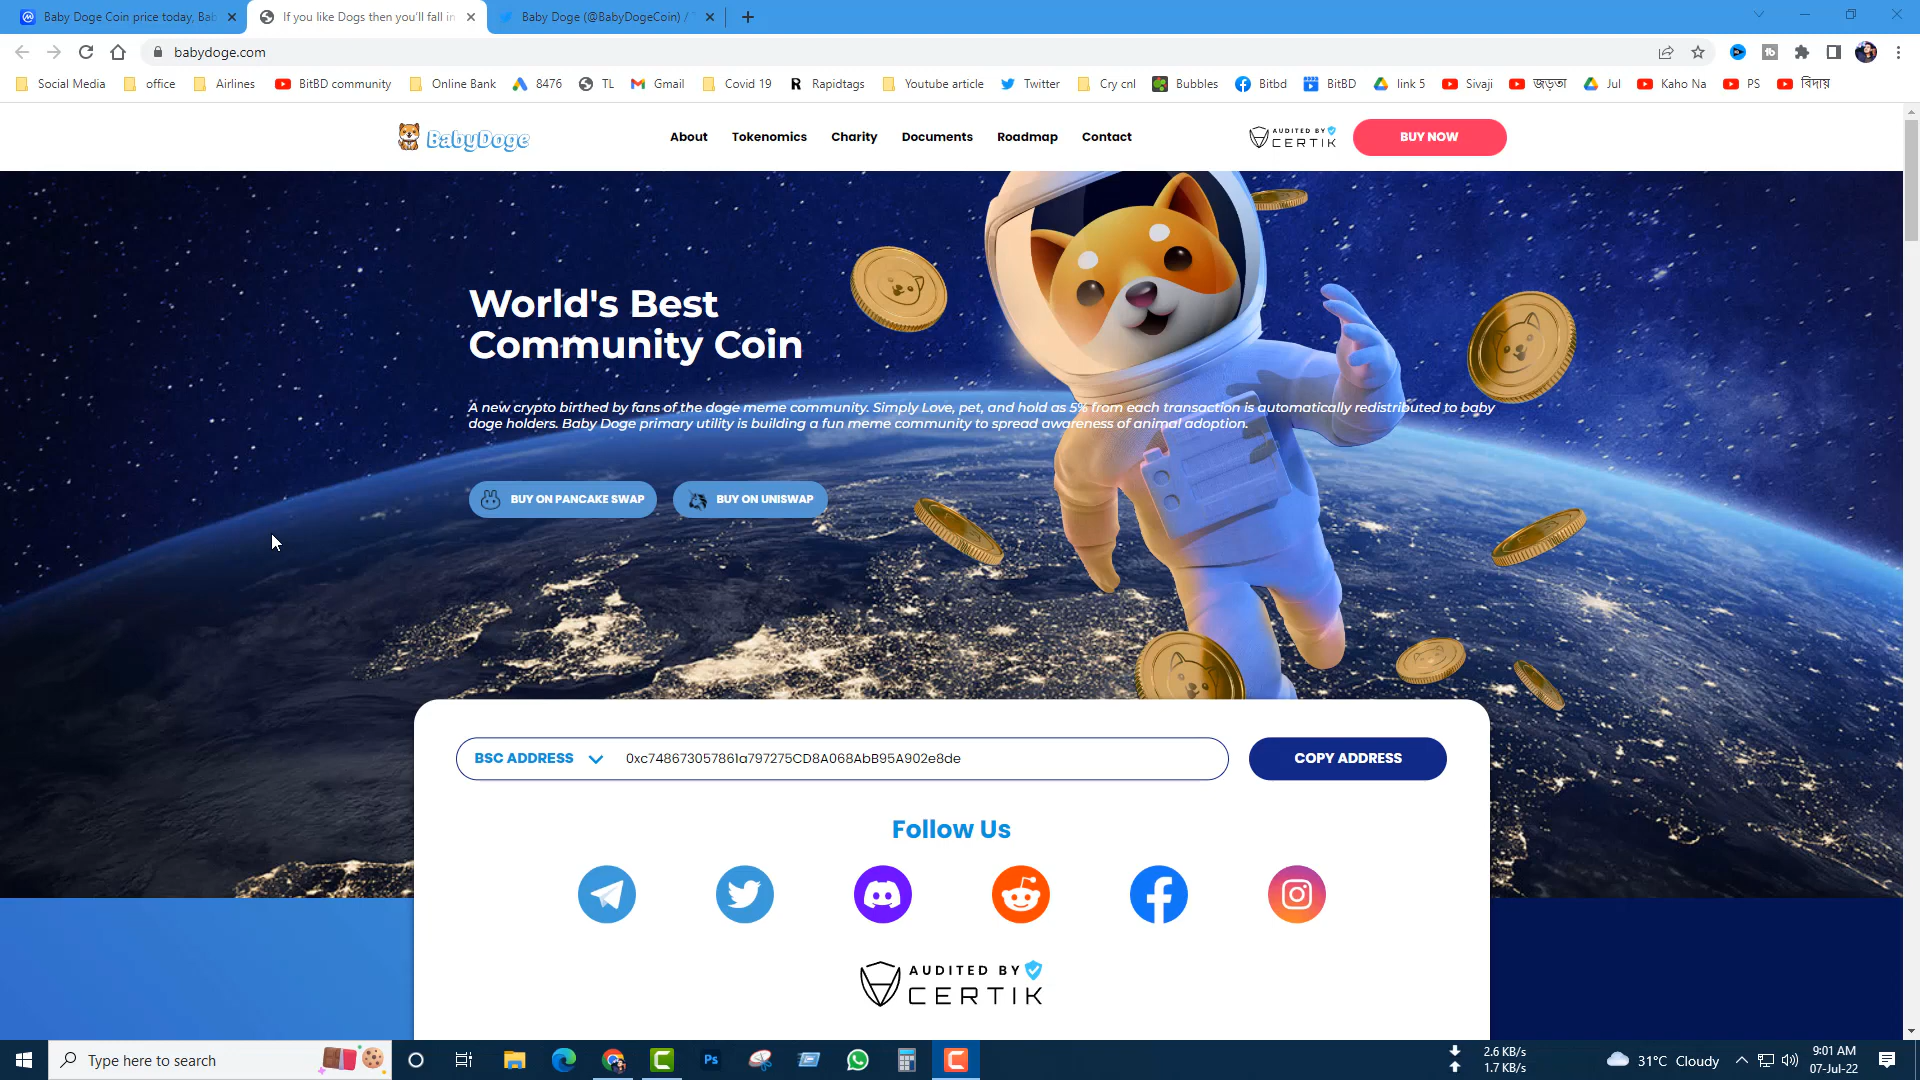 Baby Doge Coin price today, Bab
If you like Dogs then you'll fall in
Baby Doge (@BabyDogeCoin) /
babydoge.com
Social Media
office
Airlines
BitBD community
Online Bank
8476
TL
Gmail
Covid 19
Rapidtags
Youtube article
Twitter
Cry cnl
Bubbles
Bitbd
BitBD
link 5
Sivaji
জড়তা
Jul
Kaho Na
PS
বিদায়
BabyDoge
About
Tokenomics
Charity
Documents
Roadmap
Contact
AUDITED BY
CERTIK
BUY NOW
World's Best
Community Coin
A new crypto birthed by fans of the doge meme community. Simply Love, pet, and hold as 5% from each transaction is automatically redistributed to baby
doge holders. Baby Doge primary utility is building a fun meme community to spread awareness of animal adoption.
BUY ON PANCAKE SWAP
BUY ON UNISWAP
BSC ADDRESS
0xc748673057861a797275CD8A068AbB95A902e8de
COPY ADDRESS
Follow Us
AUDITED BY
CERTIK
Type here to search
Ps
2.6 KB/s
1.7 KB/s
31°C Cloudy
9:01 AM
07-Jul-22